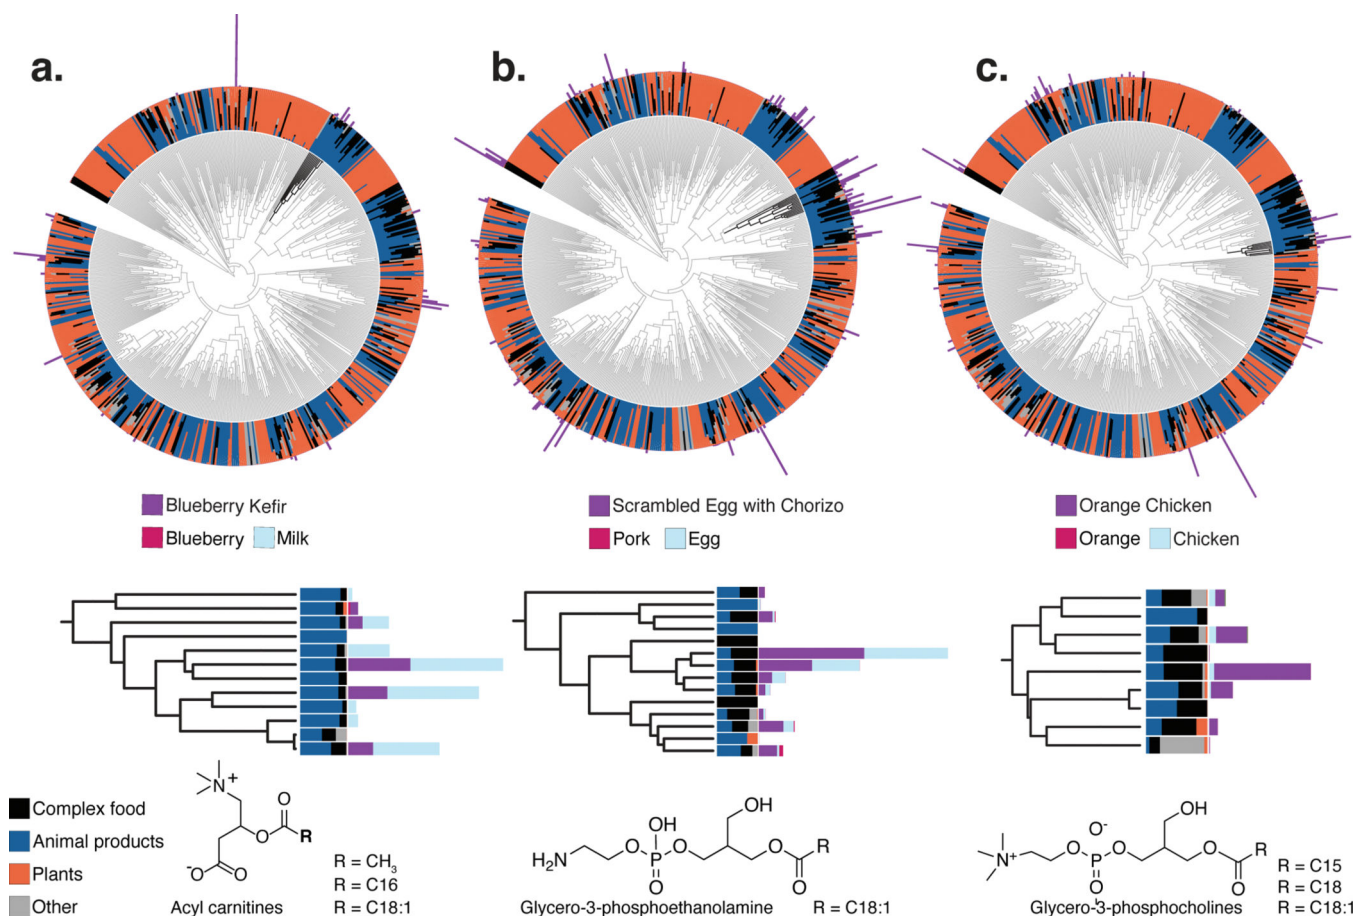 a.
b.
c.
Blueberry Kefir
Blueberry Milk
Scrambled Egg with Chorizo
Pork Egg
Orange Chicken
Orange Chicken
Complex food
Animal products
Plants
Other
N+
O
O
R
-O
O
R = CH3
R = C16
R = C18:1
Acyl carnitines
OH
OH
H2N
O
P
O
O
R
O
O
Glycero-3-phosphoethanolamine R = C18:1
OH
O-
N+
O
P
O
O
R
O
O
R = C15
R = C18
Glycero-3-phosphocholines R = C18:1